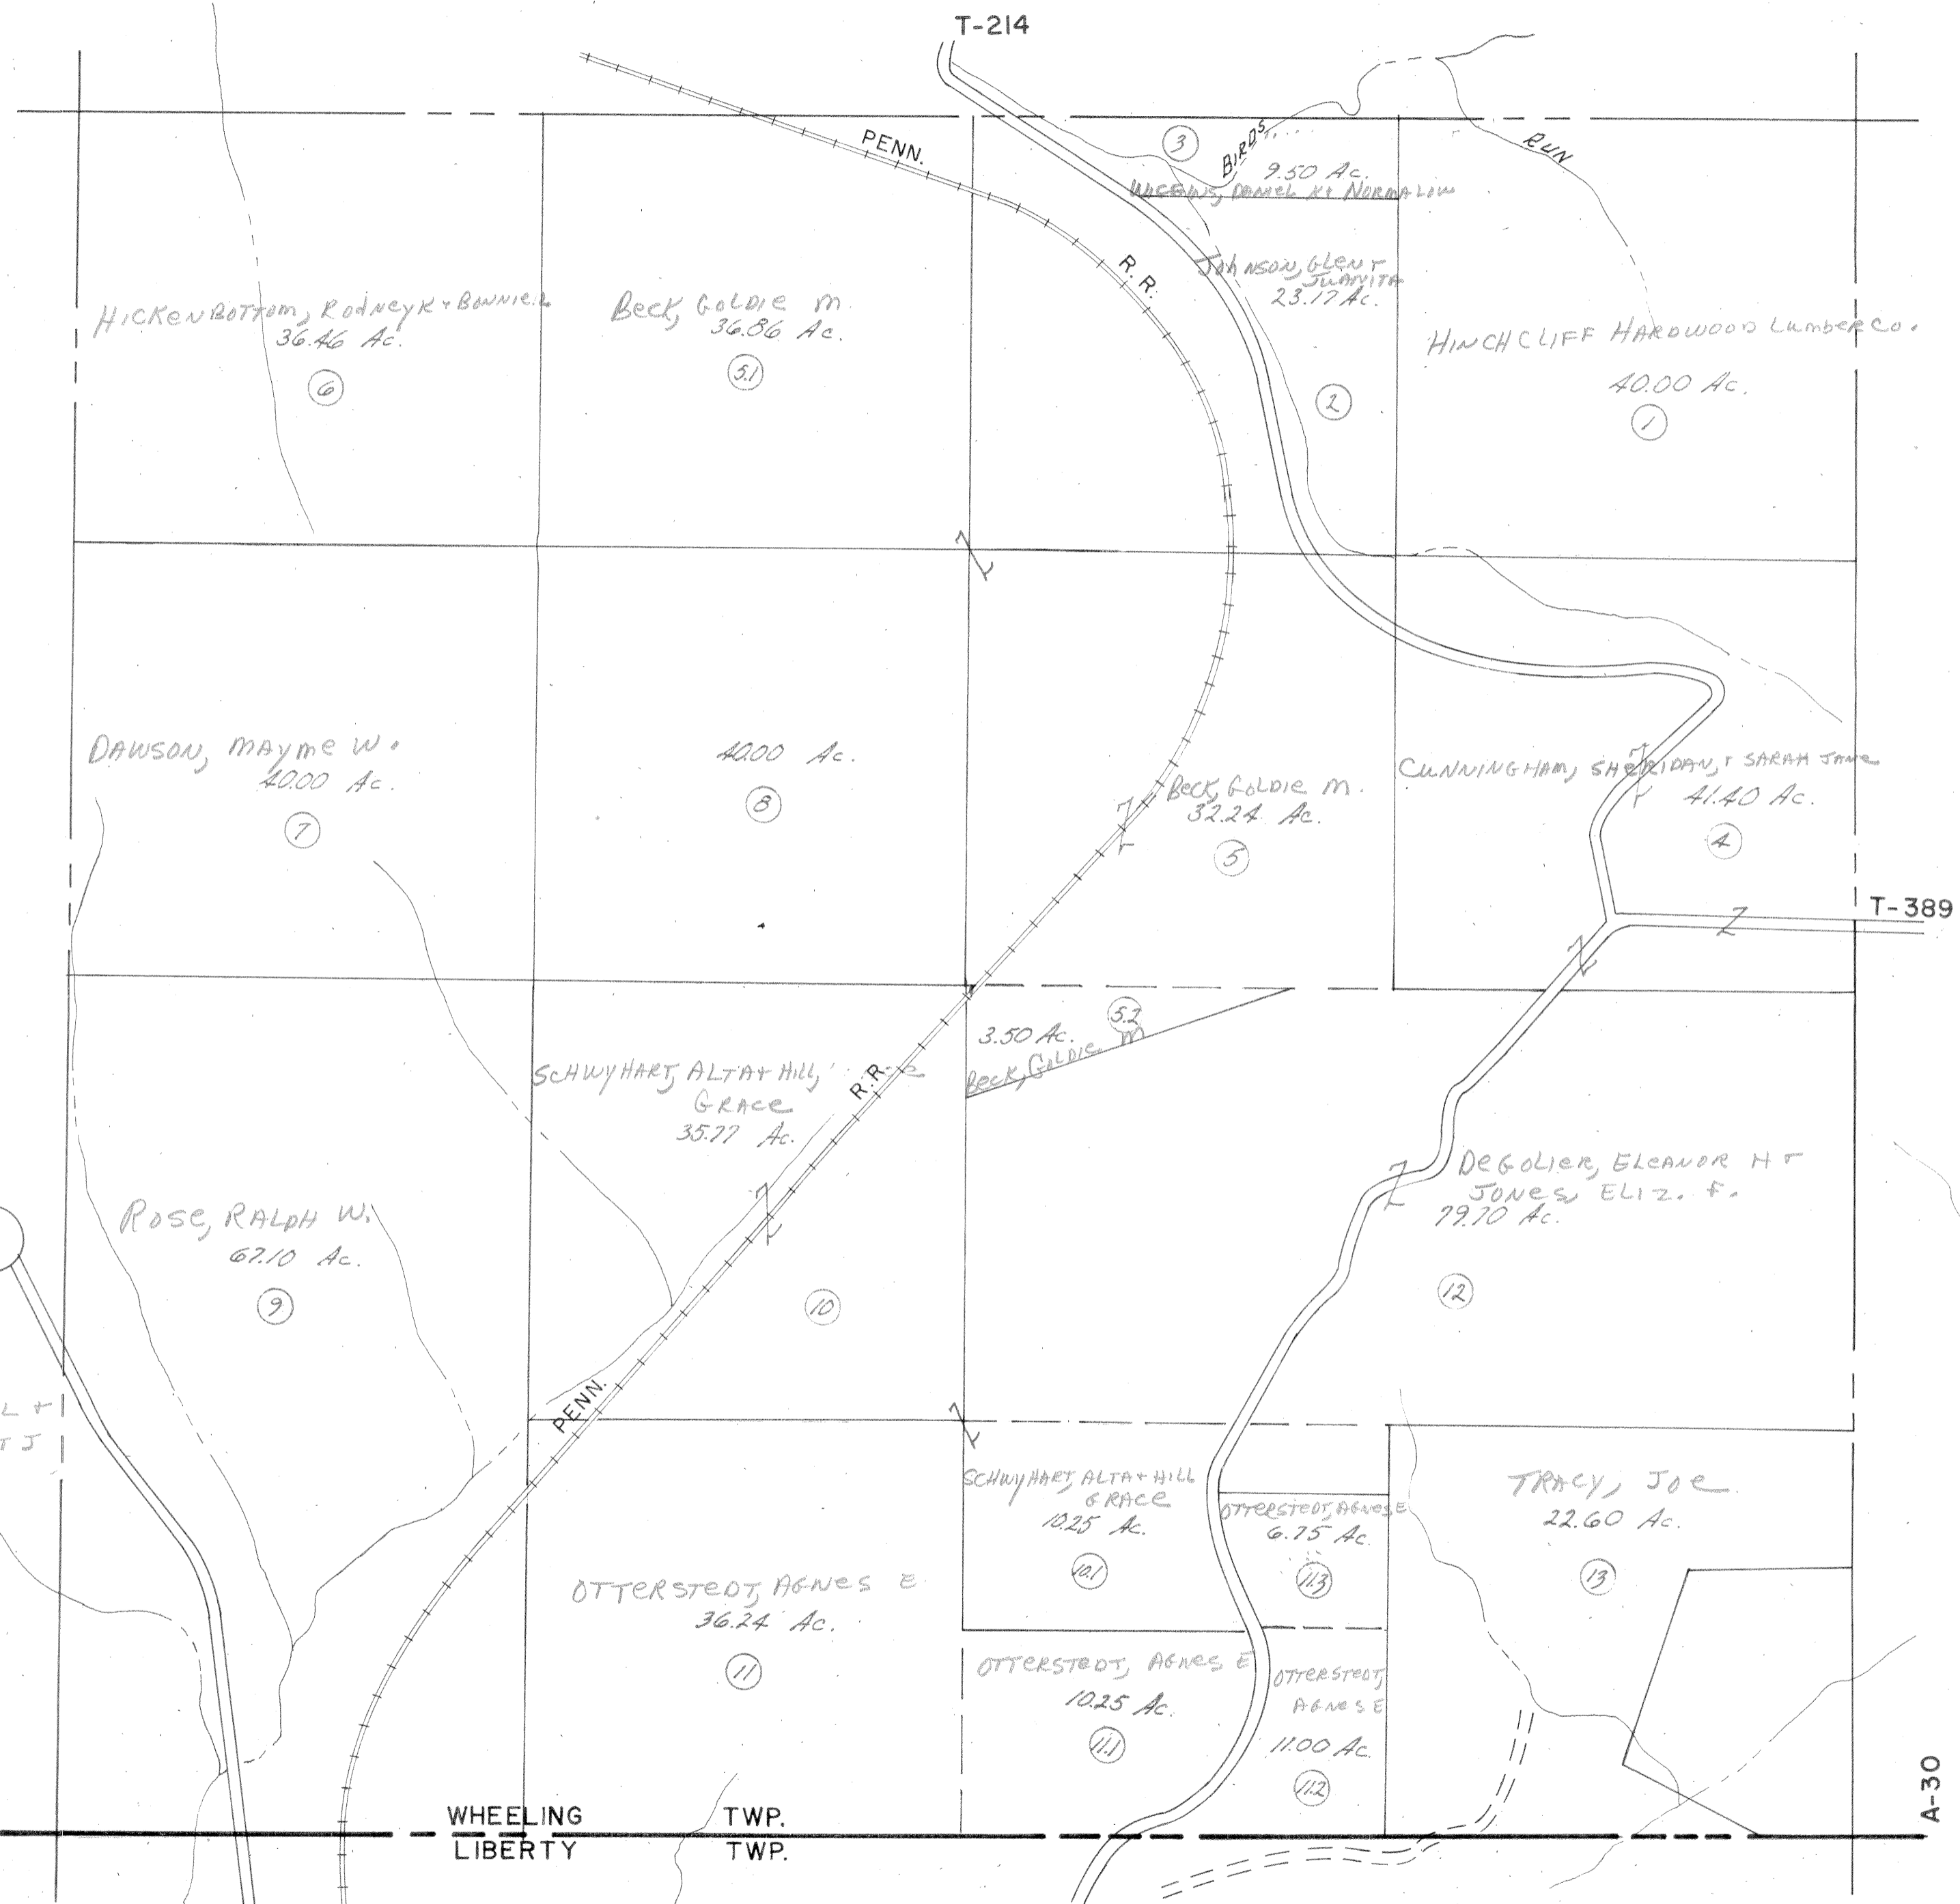 T-214
PENN.
R. R.
BIRDS
RUN
3
9.50 Ac.
WIGGINS, DANIEL K+ NORMA LOW
JOHNSON, GLEN +
JUANITA
23.17 Ac.
2
HICKENBOTTOM, RODNEY K + BONNIE L
36.46 Ac.
6
BECK, GOLDIE M.
36.86 Ac.
5.1
HINCHCLIFF HARDWOOD LUMBER CO.
40.00 Ac.
1
DAWSON, MAYME W.
40.00 Ac.
7
40.00 Ac.
8
BECK, GOLDIE M.
32.24 Ac.
5
CUNNINGHAM, SHERIDAN, + SARAH JANE
41.40 Ac.
4
T-389
5.2
3.50 Ac.
BECK, GOLDIE M
SCHWYHART, ALTA + HILL,
GRACE
35.77 Ac.
R.R.
10
PENN.
ROSE, RALPH W.
67.10 Ac.
9
DEGOLIER, ELEANOR H +
JONES, ELIZ. F.
79.70 Ac.
12
L +
T J
SCHWYHART, ALTA + HILL
GRACE
10.25 Ac.
10.1
OTTERSTEDT, AGNES E
6.75 Ac.
11.3
TRACY, JOE
22.60 Ac.
13
OTTERSTEDT, AGNES E
36.24 Ac.
11
OTTERSTEDT, AGNES E
10.25 Ac.
11.1
OTTERSTEDT,
AGNES E
11.00 Ac.
11.2
WHEELING TWP.
LIBERTY TWP.
A-30